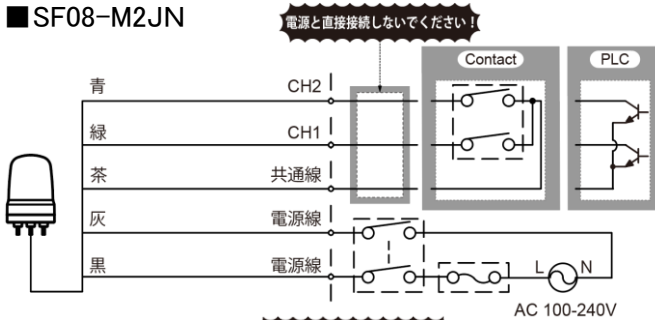 ■SF08-M2JN
電源と直接接続しないでください!
Contact
PLC
青 CH2
緑 CH1
茶 共通線
灰 電源線
黒 電源線
L N
AC 100-240V